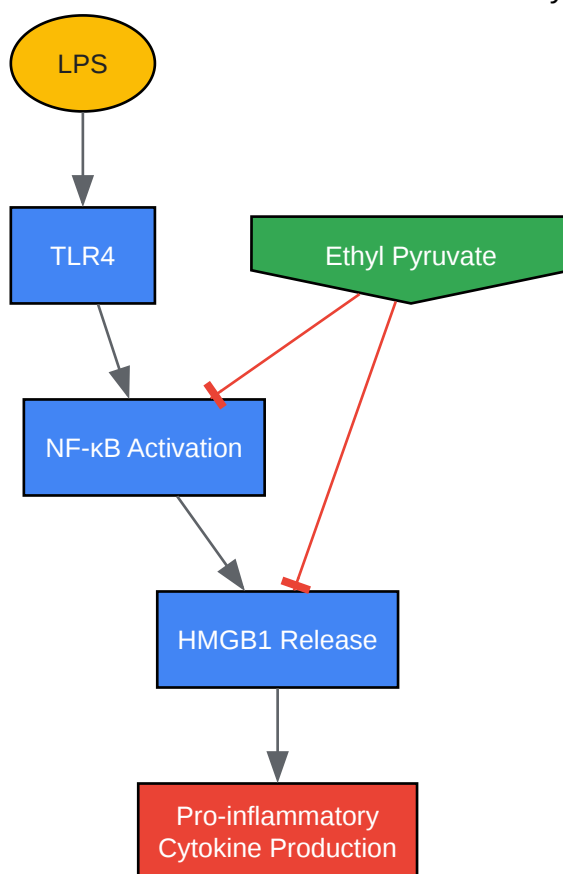 LPS
TLR4
Ethyl Pyruvate
NF-κB Activation
HMGB1 Release
Pro-inflammatory
Cytokine Production